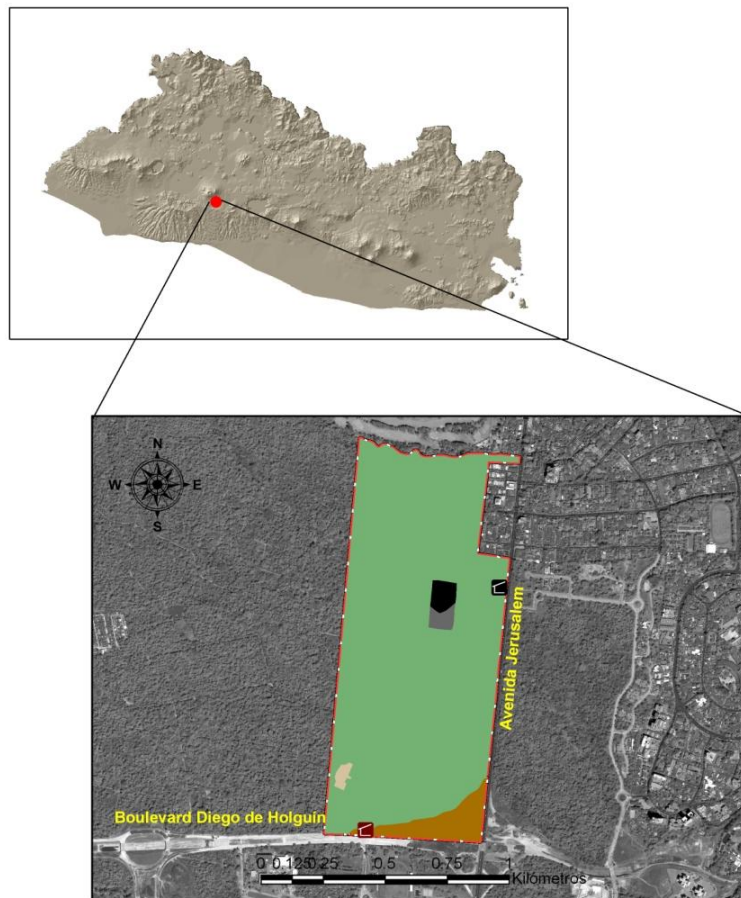 N
W E
S
Avenida Jerusalem
Boulevard Diego de Holguín
0 0,125 0,25 0,5 0,75 1
Kilómetros